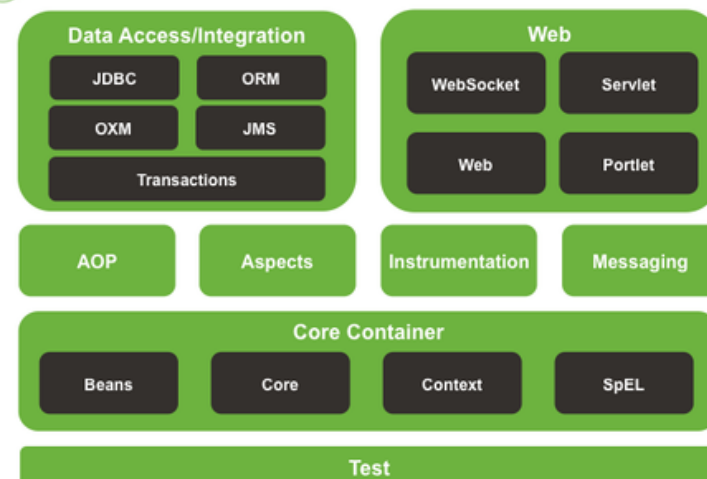 Data Access/Integration
JDBC
ORM
OXM
JMS
Transactions
Web
WebSocket
Servlet
Web
Portlet
AOP
Aspects
Instrumentation
Messaging
Core Container
Beans
Core
Context
SpEL
Test